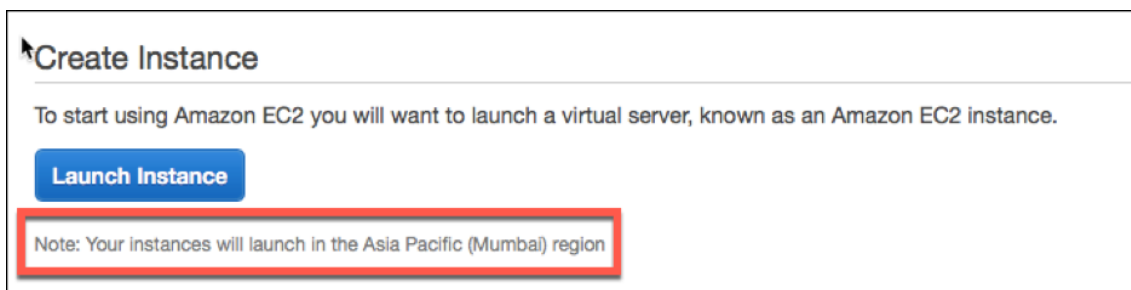 Create Instance
To start using Amazon EC2 you will want to launch a virtual server, known as an Amazon EC2 instance.
Launch Instance
Note: Your instances will launch in the Asia Pacific (Mumbai) region